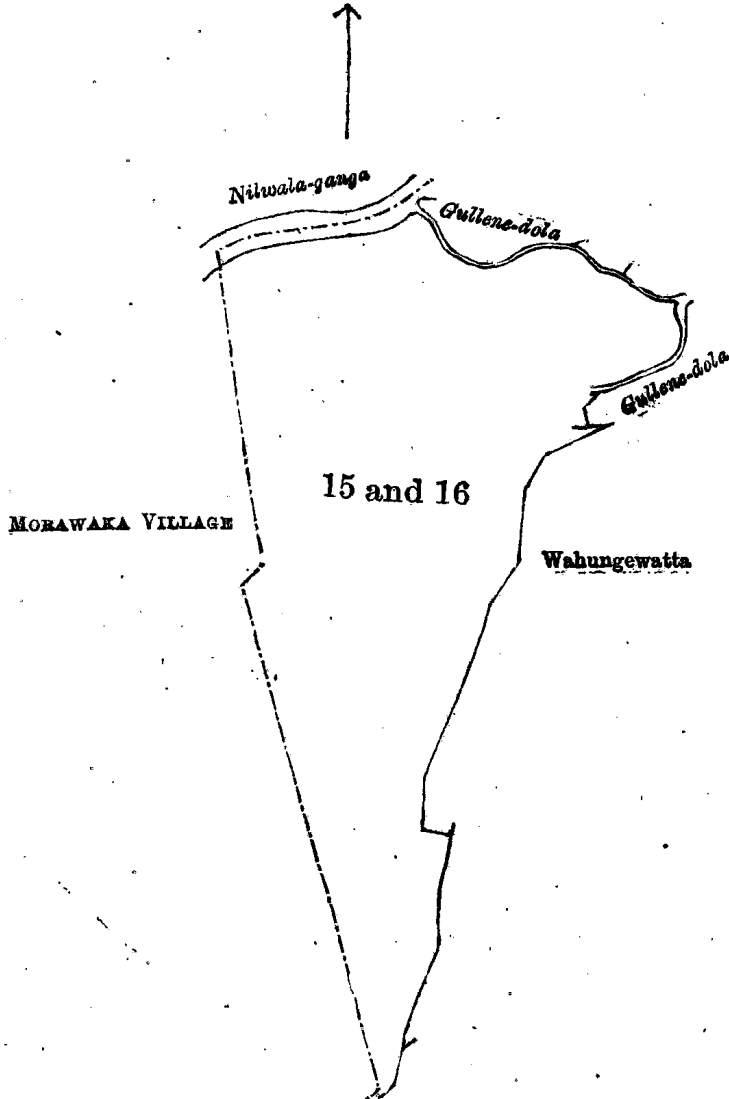 Nilwala-ganga
Gullene-dola
Gullene-dola
15 and 16
MORAWAKA VILLAGE
Wahungewatta